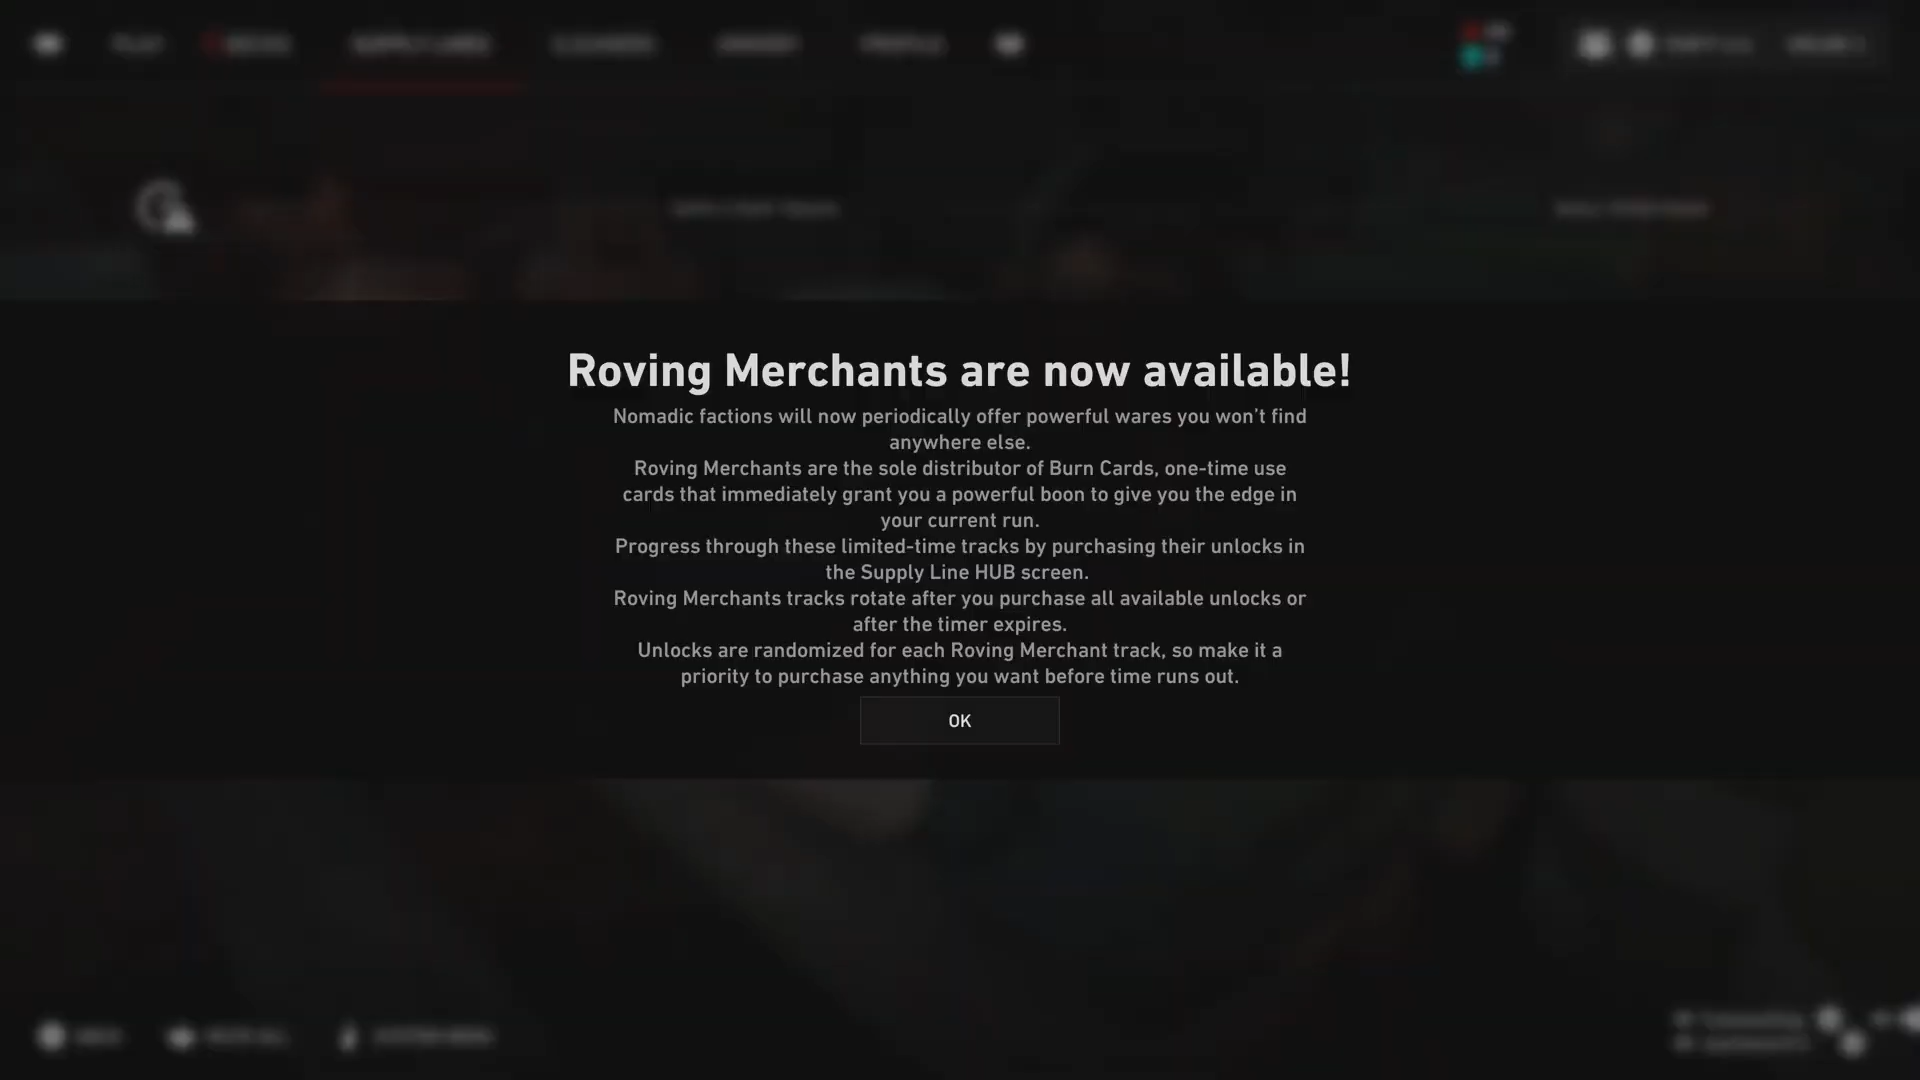 Roving Merchants are now available!
Nomadic factions will now periodically offer powerful wares you won't find
anywhere else.
Roving Merchants are the sole distributor of Burn Cards, one-time use
cards that immediately grant you a powerful boon to give you the edge in
your current run.
Progress through these limited-time tracks by purchasing their unlocks in
the Supply Line HUB screen.
Roving Merchants tracks rotate after you purchase all available unlocks or
after the timer expires.
Unlocks are randomized for each Roving Merchant track, so make it a
priority to purchase anything you want before time runs out.
OK